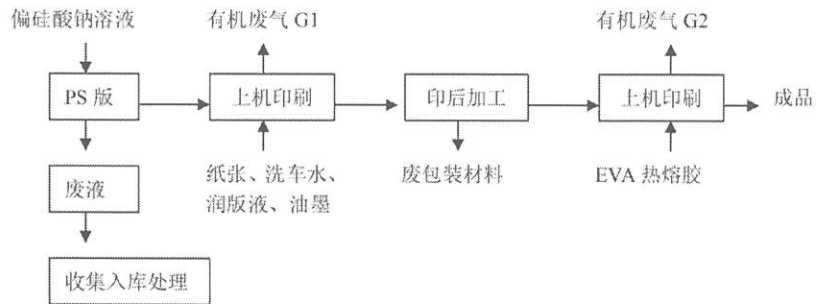 偏硅酸钠溶液
有机废气 G1
有机废气 G2
PS 版
上机印刷
印后加工
上机印刷
成品
废液
纸张、洗车水、
润版液、油墨
废包装材料
EVA 热熔胶
收集入库处理